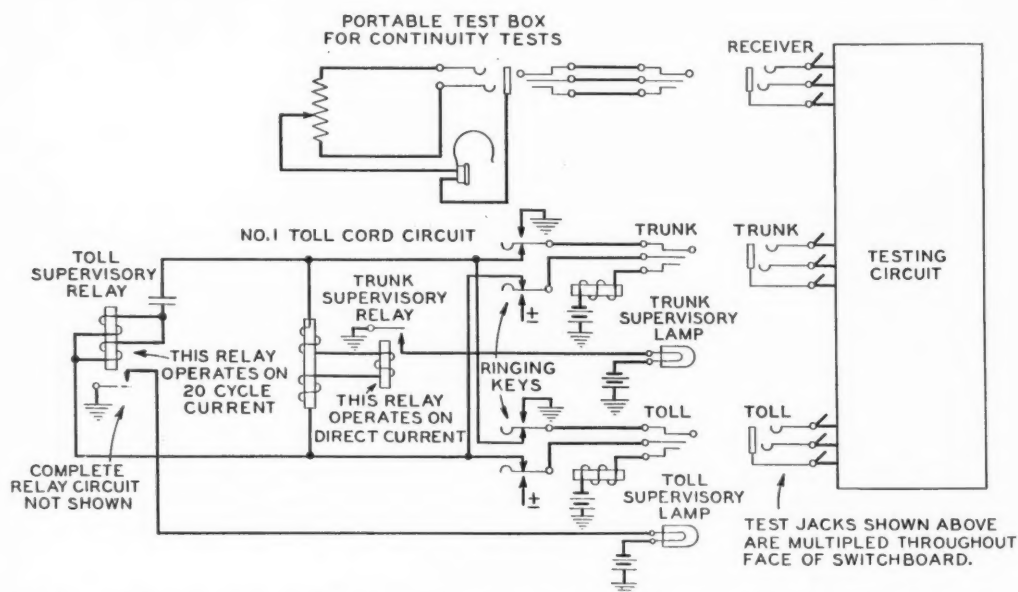 PORTABLE TEST BOX
FOR CONTINUITY TESTS
RECEIVER
NO.1 TOLL CORD CIRCUIT
TRUNK
TRUNK
TOLL
SUPERVISORY
RELAY
TRUNK
SUPERVISORY
RELAY
TESTING
CIRCUIT
±
TRUNK
SUPERVISORY
LAMP
THIS RELAY
OPERATES ON
20 CYCLE
CURRENT
RINGING
KEYS
THIS RELAY
OPERATES ON
DIRECT CURRENT
TOLL
TOLL
COMPLETE
RELAY CIRCUIT
NOT SHOWN
±
TOLL
SUPERVISORY
LAMP
TEST JACKS SHOWN ABOVE
ARE MULTIPLED THROUGHOUT
FACE OF SWITCHBOARD.